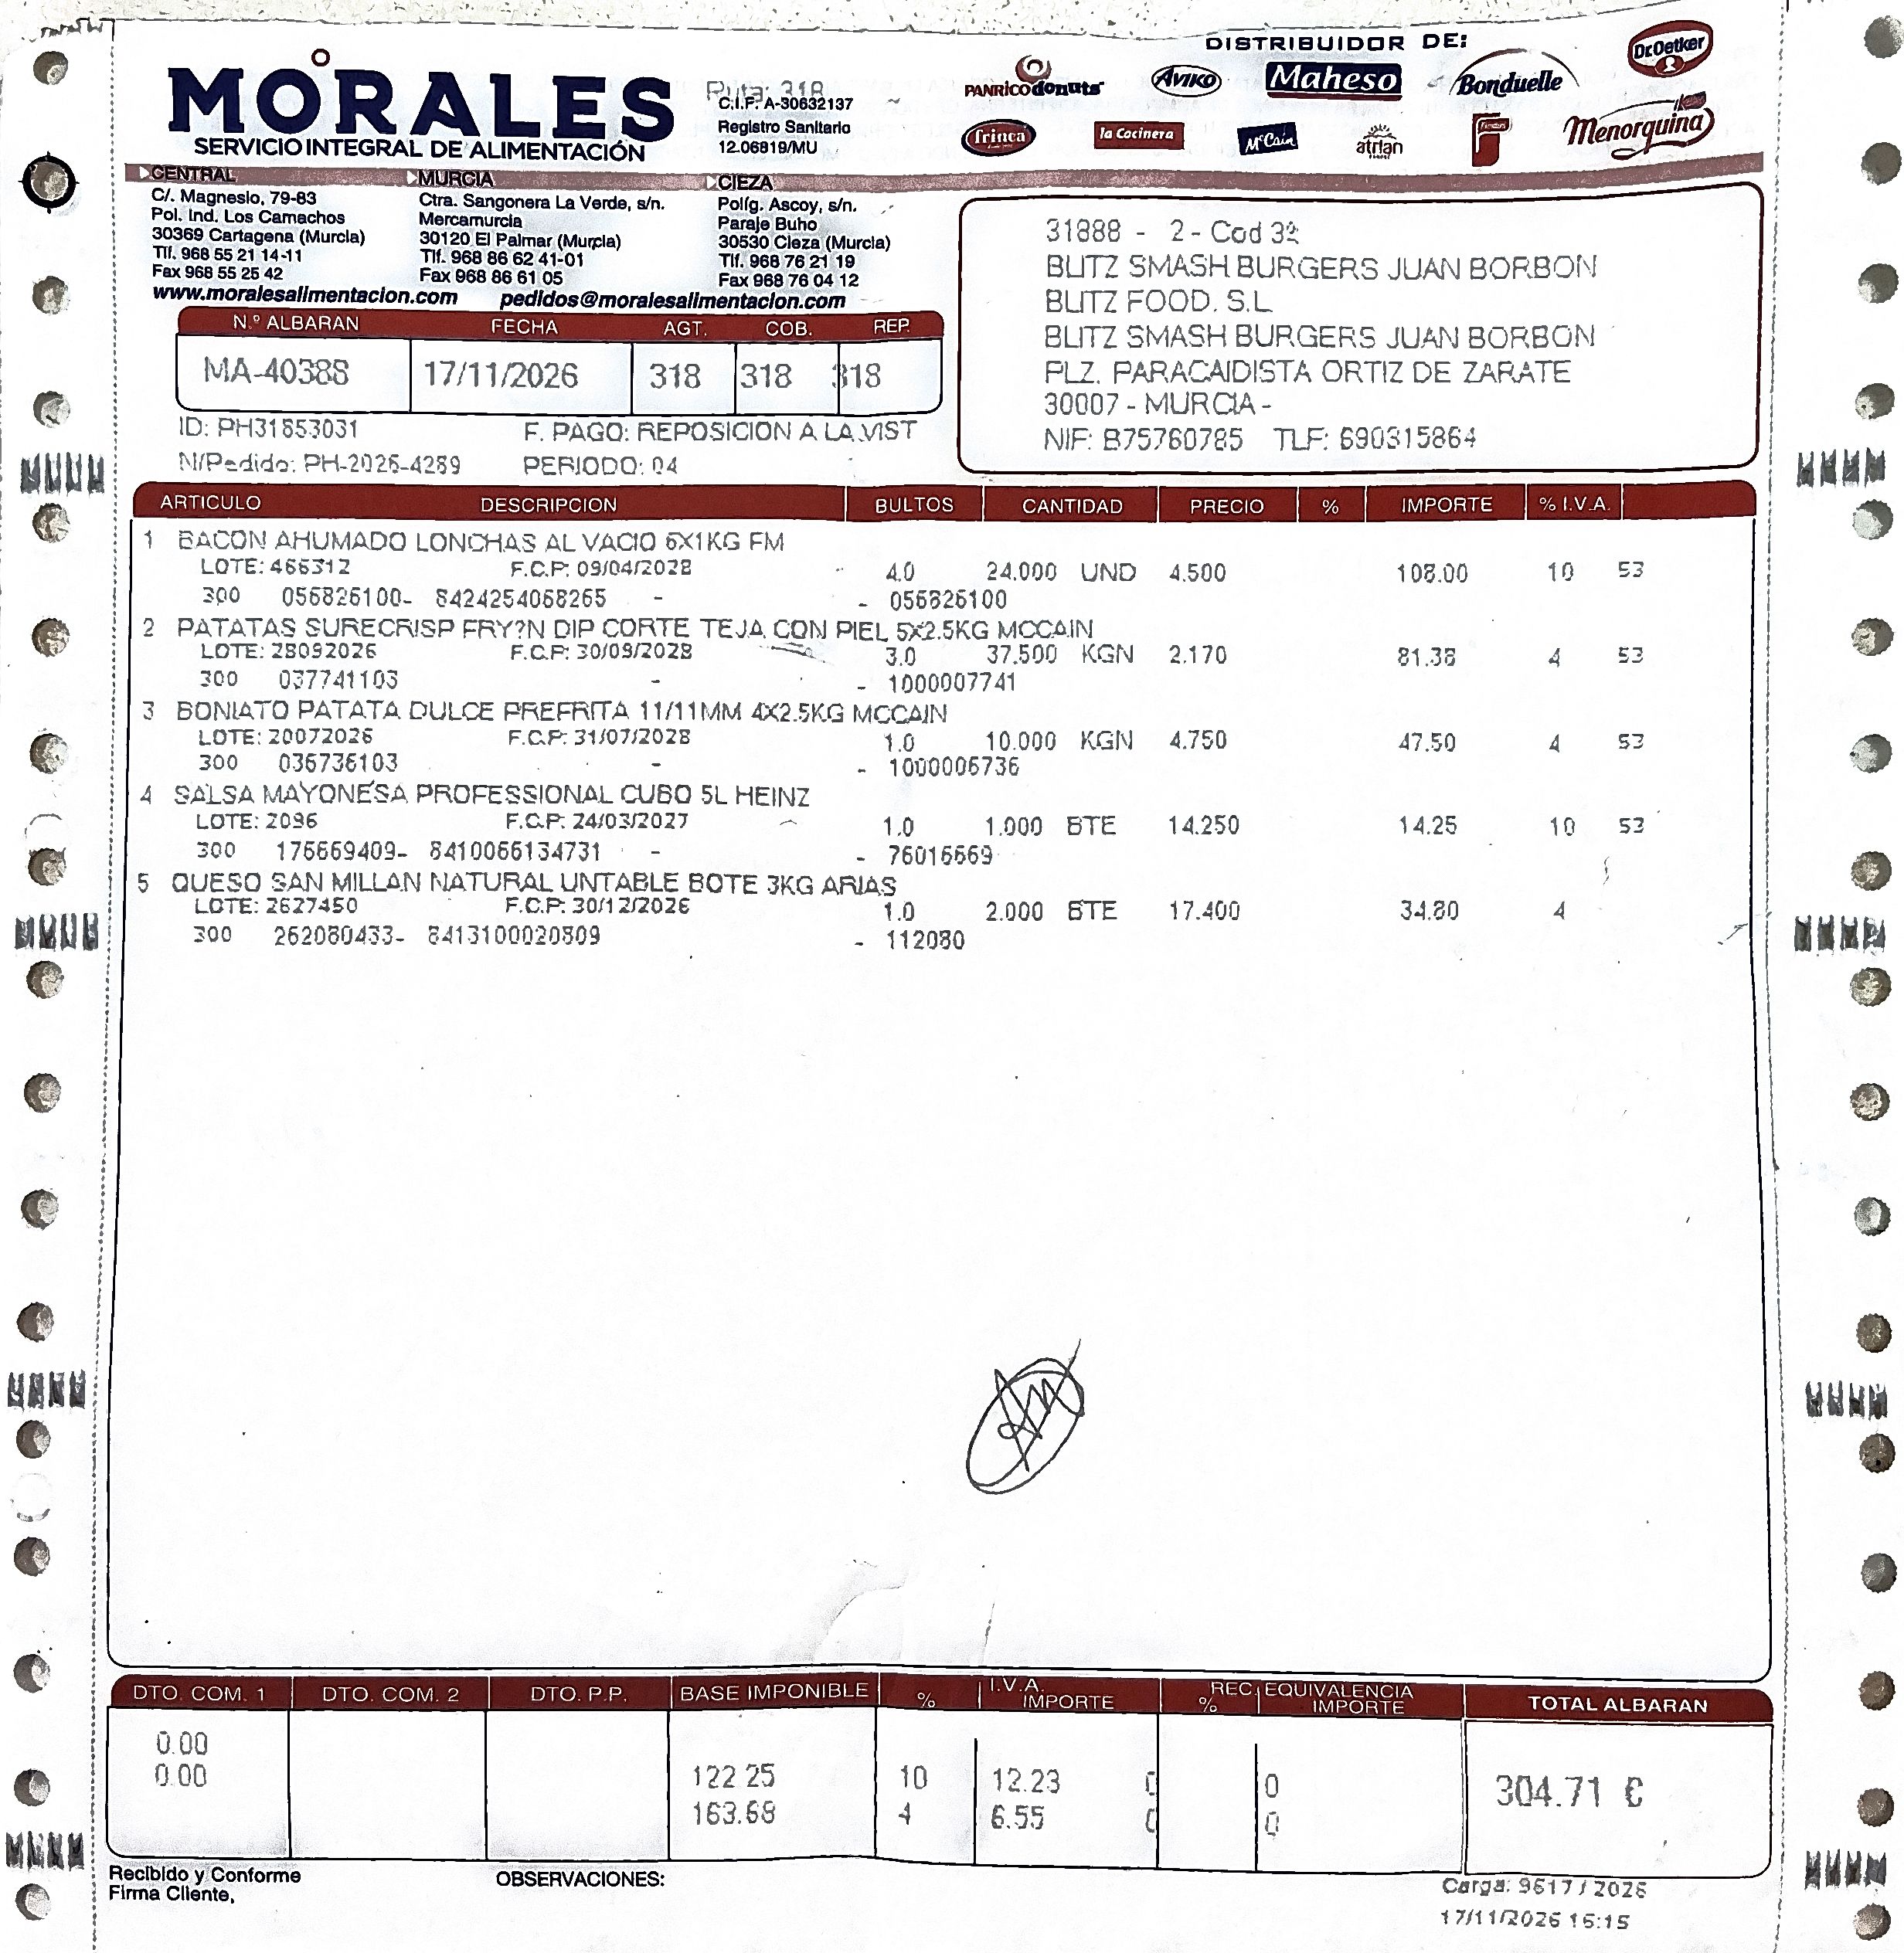 DISTRIBUIDOR DE:
MORALES
SERVICIO INTEGRAL DE ALIMENTACIÓN
Ruta: 318
C.I.F. A-30632137
Registro Sanitario
12.06819/MU
PANRICO donuts
AVIKO
Maheso
Bonduelle
Dr. Oetker
frinca
la Cocinera
McCain
atrian
Menorquina
CENTRAL
C/. Magnesio, 79-83
Pol. Ind. Los Camachos
30369 Cartagena (Murcia)
Tlf. 968 55 21 14-11
Fax 968 55 25 42
MURCIA
Ctra. Sangonera La Verde, s/n.
Mercamurcia
30120 El Palmar (Murcia)
Tlf. 968 86 62 41-01
Fax 968 86 61 05
CIEZA
Políg. Ascoy, s/n.
Paraje Buho
30530 Cieza (Murcia)
Tlf. 968 76 21 19
Fax 968 76 04 12
www.moralesalimentacion.com pedidos@moralesalimentacion.com
31888 - 2 - Cod 32
BLITZ SMASH BURGERS JUAN BORBON
BLITZ FOOD. S.L
BLITZ SMASH BURGERS JUAN BORBON
PLZ. PARACAIDISTA ORTIZ DE ZARATE
30007 - MURCIA -
NIF: B75760785 TLF: 690315864
N.º ALBARAN FECHA AGT. COB. REP.
MA-40388 17/11/2026 318 318 318
ID: PH31853031 F. PAGO: REPOSICION A LA VIST
N/Pedido: PH-2026-4289 PERIODO: 04
ARTICULO DESCRIPCION BULTOS CANTIDAD PRECIO % IMPORTE % I.V.A.
1 BACON AHUMADO LONCHAS AL VACIO 6X1KG FM
LOTE: 466312 F.C.P: 09/04/2028 4.0 24.000 UND 4.500 108.00 10 53
300 056826100- 8424254068265 - - 056826100
2 PATATAS SURECRISP FRY?N DIP CORTE TEJA CON PIEL 5X2.5KG MCCAIN
LOTE: 28092026 F.C.P: 30/09/2028 3.0 37.500 KGN 2.170 81.38 4 53
300 037741103 - - 1000007741
3 BONIATO PATATA DULCE PREFRITA 11/11MM 4X2.5KG MCCAIN
LOTE: 20072026 F.C.P: 31/07/2028 1.0 10.000 KGN 4.750 47.50 4 53
300 036736103 - - 1000006736
4 SALSA MAYONESA PROFESSIONAL CUBO 5L HEINZ
LOTE: 2096 F.C.P: 24/03/2027 1.0 1.000 BTE 14.250 14.25 10 53
300 176669409- 8410066134731 - - 76016669
5 QUESO SAN MILLAN NATURAL UNTABLE BOTE 3KG ARIAS
LOTE: 2627450 F.C.P: 30/12/2026 1.0 2.000 BTE 17.400 34.80 4
300 262080433- 8413100020809 - 112080
DTO. COM. 1 DTO. COM. 2 DTO. P.P. BASE IMPONIBLE % I.V.A. IMPORTE REC. EQUIVALENCIA % IMPORTE TOTAL ALBARAN
0.00
0.00 122 25 10 12.23 0 0 304.71 €
163.68 4 6.55 0 0
Recibido y Conforme
Firma Cliente,
OBSERVACIONES:
Carga: 9617 / 2026
17/11/2026 16:15